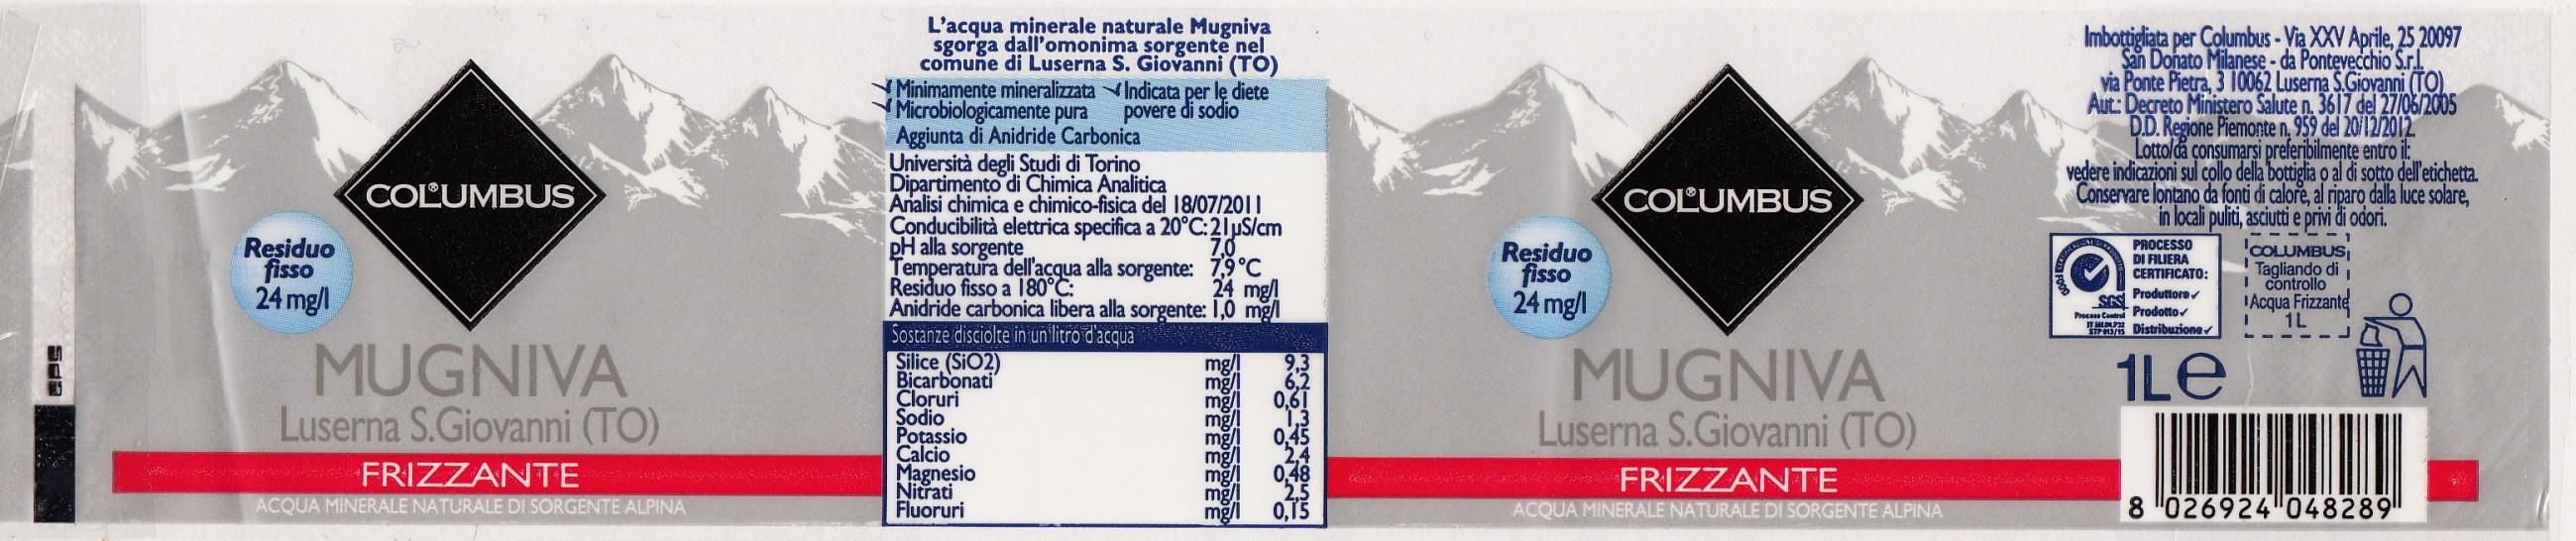 COLUMBUS®
Residuo
fisso
24 mg/l
MUGNIVA
Luserna S.Giovanni (TO)
FRIZZANTE
ACQUA MINERALE NATURALE DI SORGENTE ALPINA
L'acqua minerale naturale Mugniva
sgorga dall'omonima sorgente nel
comune di Luserna S. Giovanni (TO)
✓ Minimamente mineralizzata ✓ Indicata per le diete
✓ Microbiologicamente pura povere di sodio
Aggiunta di Anidride Carbonica
Università degli Studi di Torino
Dipartimento di Chimica Analitica
Analisi chimica e chimico-fisica del 18/07/2011
Conducibilità elettrica specifica a 20°C: 21 µS/cm
pH alla sorgente 7,0
Temperatura dell'acqua alla sorgente: 7,9 °C
Residuo fisso a 180°C: 24 mg/l
Anidride carbonica libera alla sorgente: 1,0 mg/l
Sostanze disciolte in un litro d'acqua
Silice (SiO2) mg/l 9,3
Bicarbonati mg/l 6,2
Cloruri mg/l 0,61
Sodio mg/l 1,3
Potassio mg/l 0,45
Calcio mg/l 2,4
Magnesio mg/l 0,48
Nitrati mg/l 2,5
Fluoruri mg/l 0,15
COLUMBUS®
Residuo
fisso
24 mg/l
MUGNIVA
Luserna S.Giovanni (TO)
FRIZZANTE
ACQUA MINERALE NATURALE DI SORGENTE ALPINA
Imbottigliata per Columbus - Via XXV Aprile, 25 20097
San Donato Milanese - da Pontevecchio S.r.l.
via Ponte Pietra, 3 10062 Luserna S.Giovanni (TO)
Aut.: Decreto Ministero Salute n. 3617 del 27/06/2005
D.D. Regione Piemonte n. 959 del 20/12/2012.
Lotto/da consumarsi preferibilmente entro il:
vedere indicazioni sul collo della bottiglia o al di sotto dell'etichetta.
Conservare lontano da fonti di calore, al riparo dalla luce solare,
in locali puliti, asciutti e privi di odori.
SGS
Process Control
PROCESSO
DI FILIERA
CERTIFICATO:
Produttore ✓
Prodotto ✓
Distribuzione ✓
COLUMBUS
Tagliando di
controllo
Acqua Frizzante
1 L
1L e
8 026924 048289